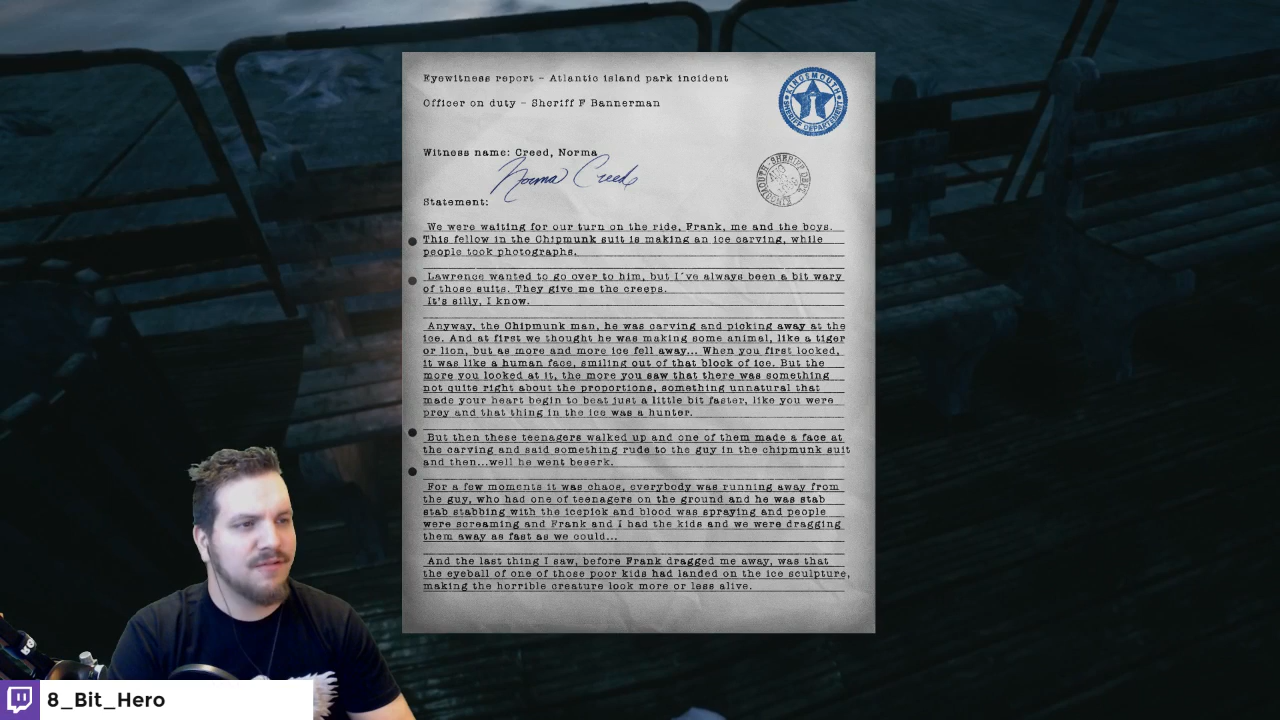 Eyewitness report - Atlantic island park incident
Officer on duty - Sheriff F Bannerman
KINGSMOUTH
SHERIFF DEPARTEMENT
Witness name: Creed, Norma
Norma Creed
SHERIFF DEPT.
Statement:
We were waiting for our turn on the ride, Frank, me and the boys.
This fellow in the Chipmunk suit is making an ice carving, while
people took photographs.
Lawrence wanted to go over to him, but I've always been a bit wary
of those suits. They give me the creeps.
It's silly, I know.
Anyway, the Chipmunk man, he was carving and picking away at the
ice. And at first we thought he was making some animal, like a tiger
or lion, but as more and more ice fell away... When you first looked,
it was like a human face, smiling out of that block of ice. But the
more you looked at it, the more you saw that there was something
not quite right about the proportions, something unnatural that
made your heart begin to beat just a little bit faster, like you were
prey and that thing in the ice was a hunter.
But then these teenagers walked up and one of them made a face at
the carving and said something rude to the guy in the chipmunk suit
and then...well he went beserk.
For a few moments it was chaos, everybody was running away from
the guy, who had one of teenagers on the ground and he was stab
stab stabbing with the icepick and blood was spraying and people
were screaming and Frank and I had the kids and we were dragging
them away as fast as we could...
And the last thing I saw, before Frank dragged me away, was that
the eyeball of one of those poor kids had landed on the ice sculpture,
making the horrible creature look more or less alive.
8_Bit_Hero